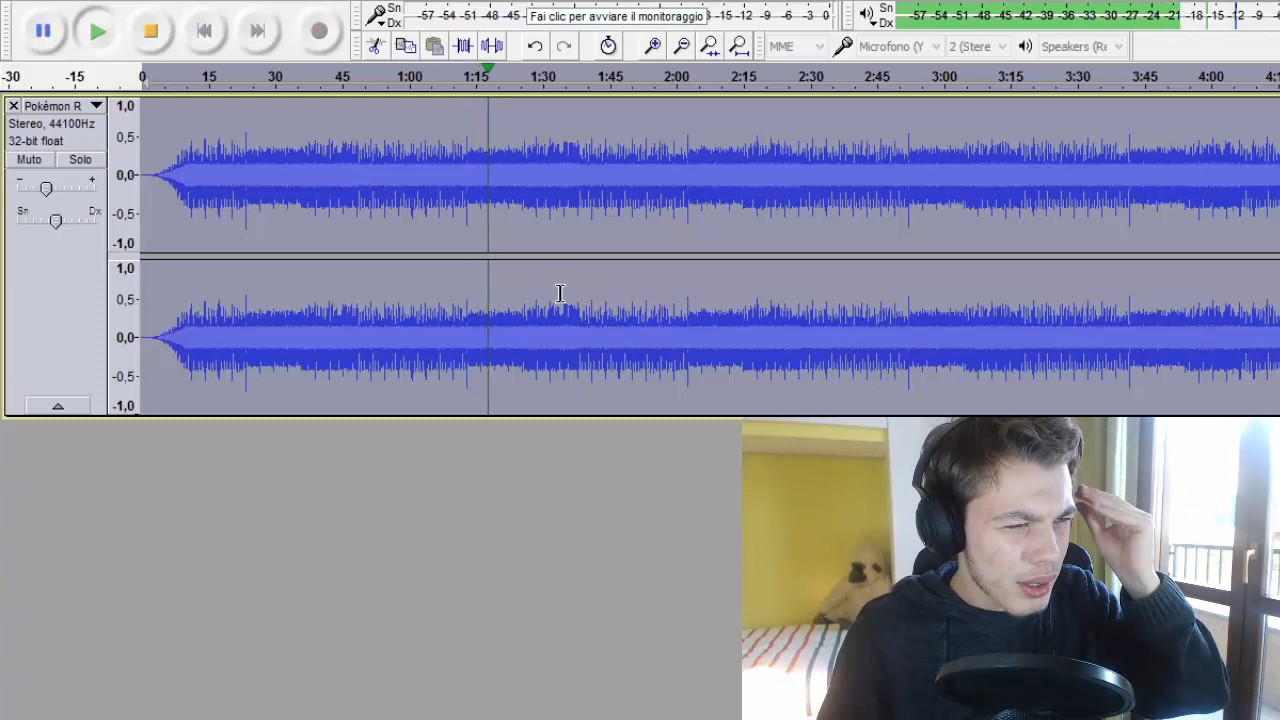 Sn
Dx
-57 -54 -51 -48 -45 Fai clic per avviare il monitoraggio -15 -12 -9 -6 -3 0
Sn
Dx
-57 -54 -51 -48 -45 -42 -39 -36 -33 -30 -27 -24 -21 -18 -15 -12 -9 -6 -3 0
MME
Microfono (Y
2 (Stere
Speakers (Re
-30 -15 0 15 30 45 1:00 1:15 1:30 1:45 2:00 2:15 2:30 2:45 3:00 3:15 3:30 3:45 4:00
Pokémon R
Stereo, 44100Hz
32-bit float
Muto Solo
- +
Sn Dx
1,0
0,5-
0,0-
-0,5-
-1,0
1,0
0,5-
0,0-
-0,5-
-1,0